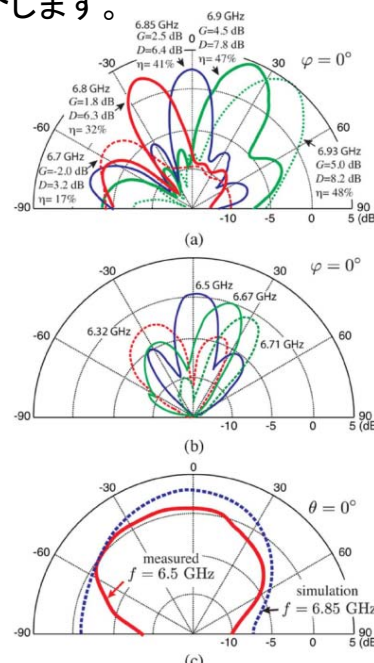 します。
6.9 GHz
G=4.5 dB
D=7.8 dB
η= 47%
6.85 GHz
G=2.5 dB
D=6.4 dB
η= 41%
6.8 GHz
G=1.8 dB
D=6.3 dB
η= 32%
6.7 GHz
G=-2.0 dB
D=3.2 dB
η= 17%
6.93 GHz
G=5.0 dB
D=8.2 dB
η= 48%
φ = 0°
0
-30
30
-60
60
-90
-10 -5 0 5 (dB
(a)
φ = 0°
6.5 GHz
6.67 GHz
6.32 GHz
6.71 GHz
-30
30
-60
60
-90
-10 -5 0 5 (dB
(b)
0
-30
30
θ = 0°
-60
60
measured
f = 6.5 GHz
simulation
f = 6.85 GHz
-90
-10 -5 0 5 (dB
(c)